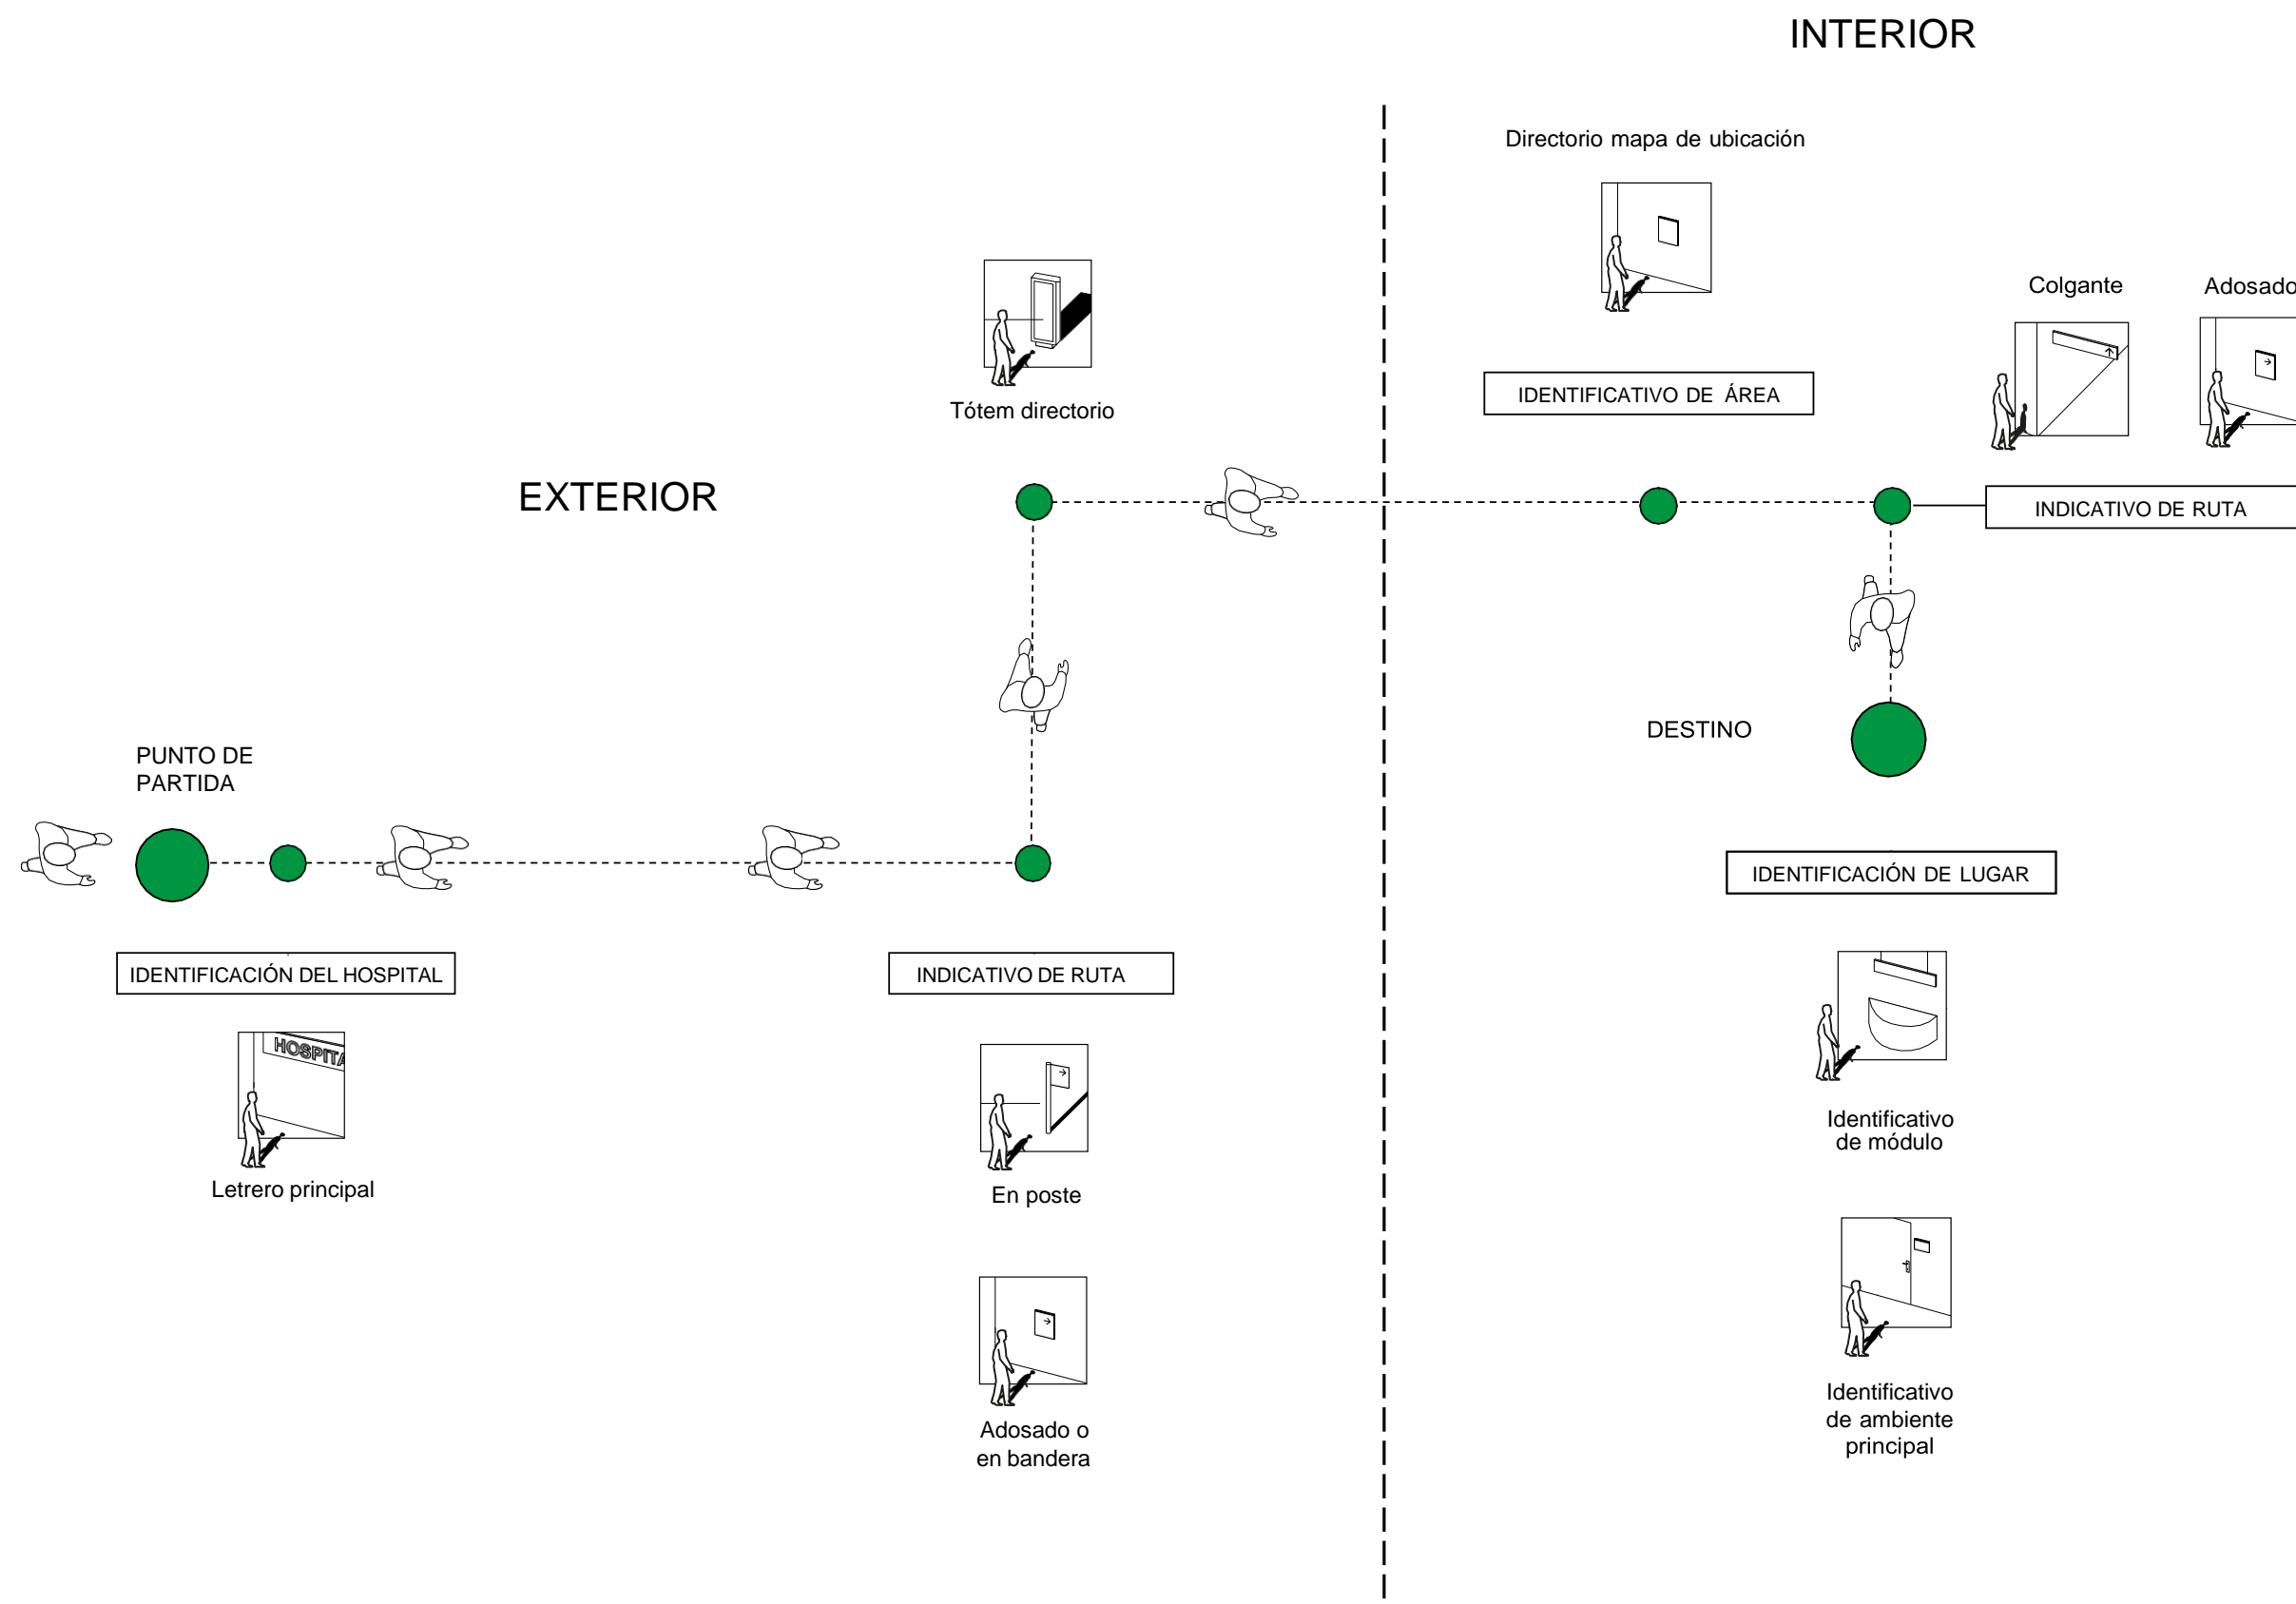 INTERIOR
Directorio mapa de ubicación
Colgante
Adosado
IDENTIFICATIVO DE ÁREA
Tótem directorio
EXTERIOR
INDICATIVO DE RUTA
DESTINO
PUNTO DE
PARTIDA
IDENTIFICACIÓN DE LUGAR
IDENTIFICACIÓN DEL HOSPITAL
INDICATIVO DE RUTA
HOSPITA
Letrero principal
En poste
Identificativo
de módulo
Adosado o
en bandera
Identificativo
de ambiente
principal